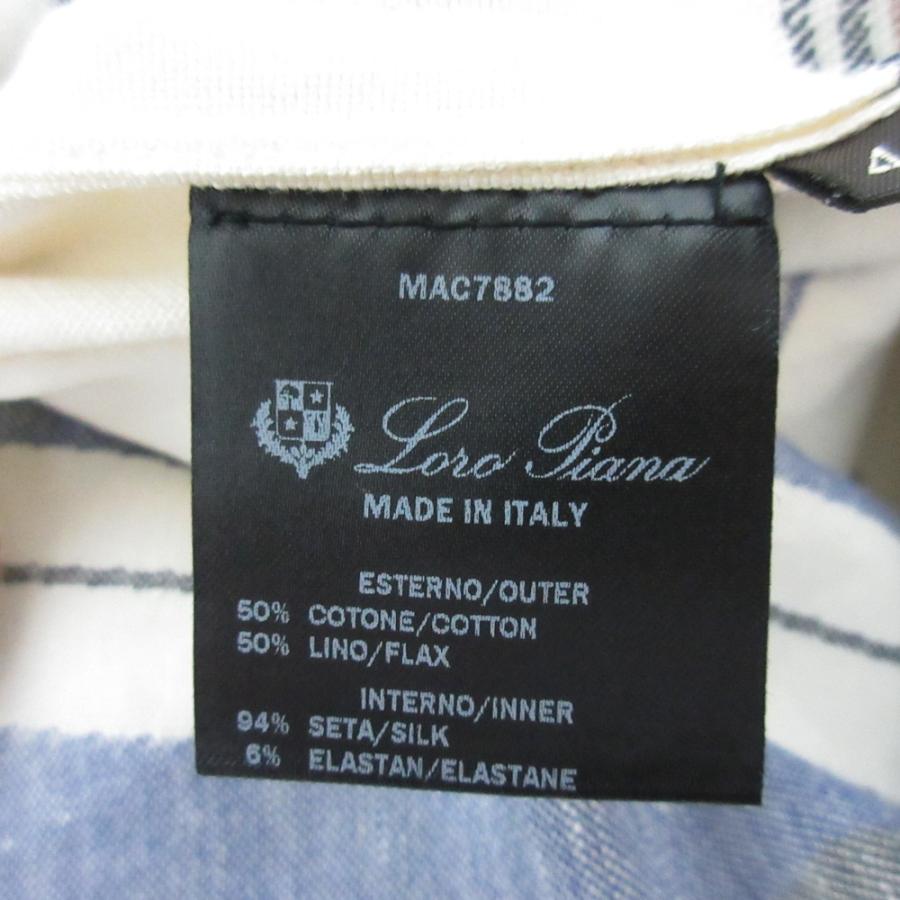 MAC7882
Loro Piana
MADE IN ITALY
ESTERNO/OUTER
50% COTONE/COTTON
50% LINO/FLAX
INTERNO/INNER
94% SETA/SILK
6% ELASTAN/ELASTANE